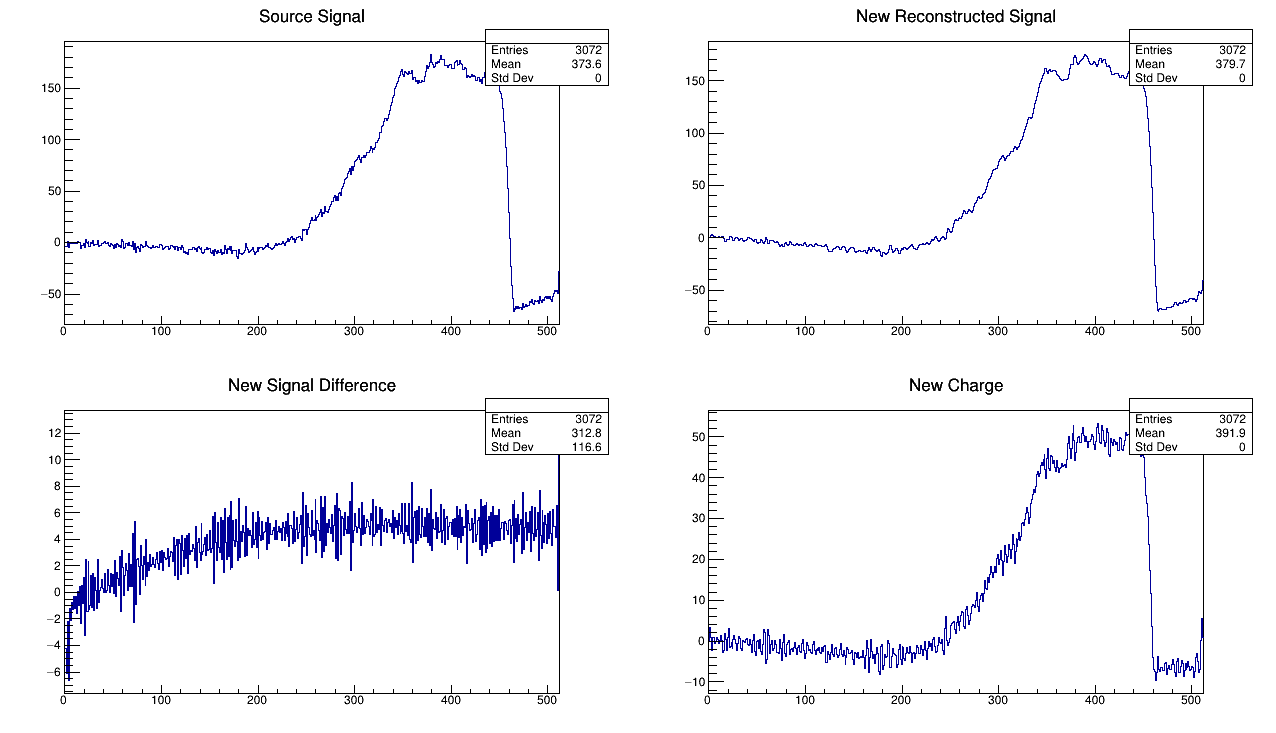 Source Signal
Entries 3072
Mean 373.6
Std Dev 0
150
100
50
0
−50
0 100 200 300 400 500
New Reconstructed Signal
Entries 3072
Mean 379.7
Std Dev 0
150
100
50
0
−50
0 100 200 300 400 500
New Signal Difference
Entries 3072
Mean 312.8
Std Dev 116.6
12
10
8
6
4
2
0
−2
−4
−6
0 100 200 300 400 500
New Charge
Entries 3072
Mean 391.9
Std Dev 0
50
40
30
20
10
0
−10
0 100 200 300 400 500